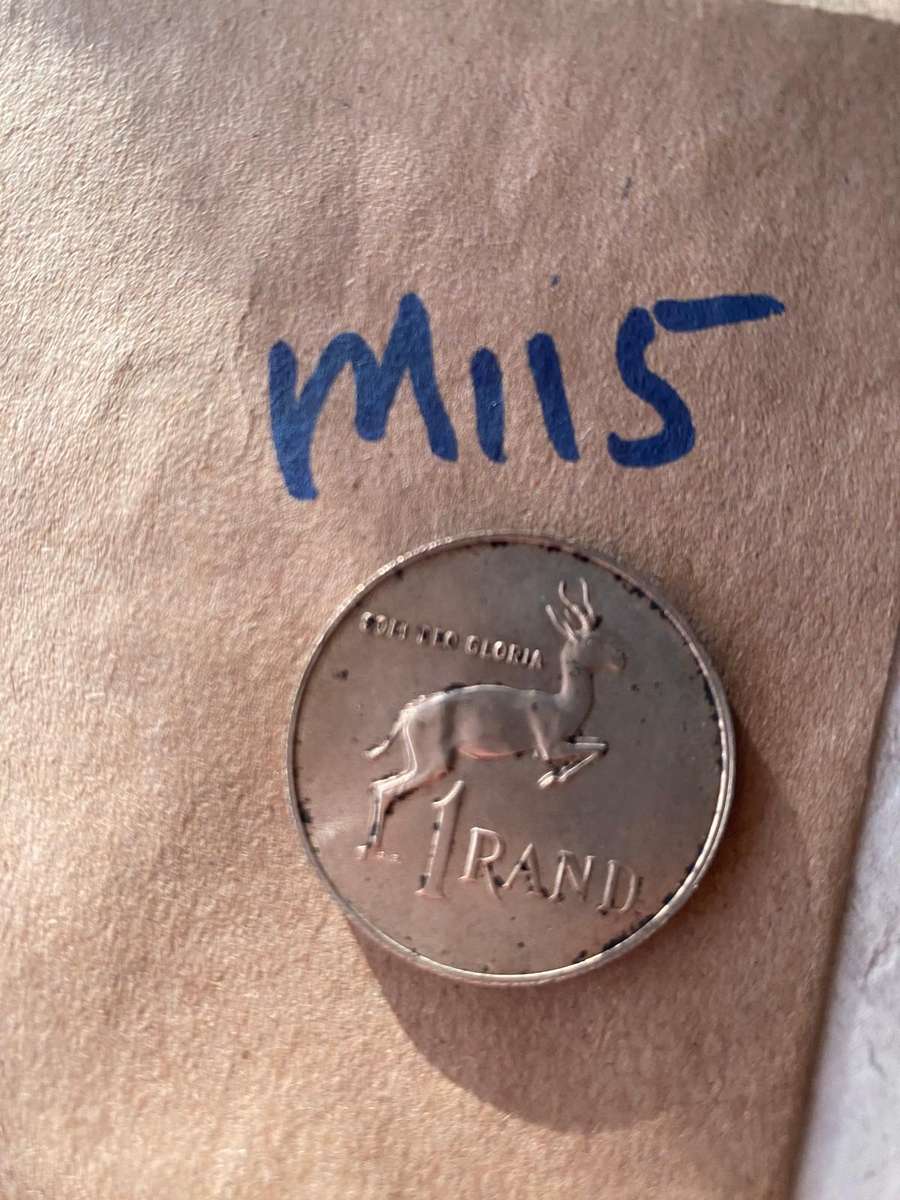 M115
SOLI DEO GLORIA
1 RAND